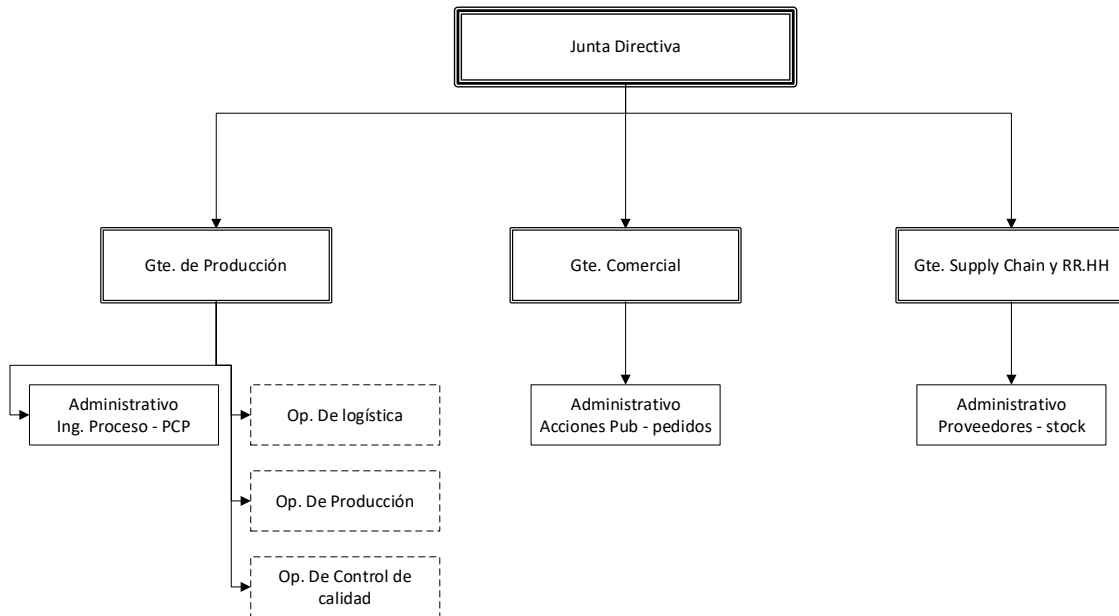 Junta Directiva
Gte. de Producción
Gte. Comercial
Gte. Supply Chain y RR.HH
Administrativo
Ing. Proceso - PCP
Op. De logística
Administrativo
Acciones Pub - pedidos
Administrativo
Proveedores - stock
Op. De Producción
Op. De Control de
calidad